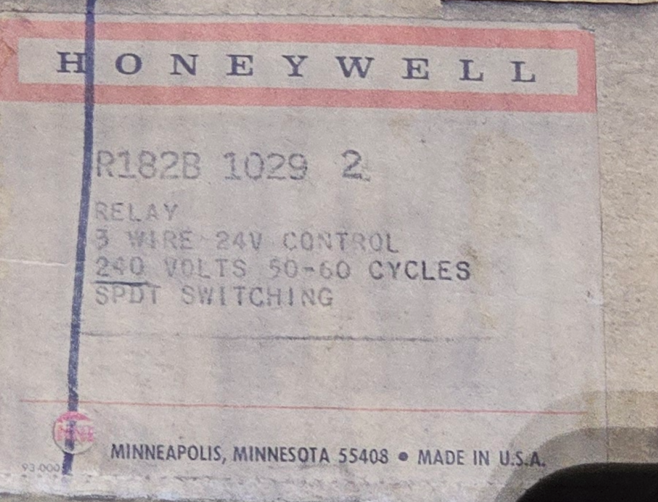 HONEYWELL
R182B 1029 2
RELAY
3 WIRE 24V CONTROL
240 VOLTS 50-60 CYCLES
SPDT SWITCHING
MINNEAPOLIS, MINNESOTA 55408 • MADE IN U.S.A.